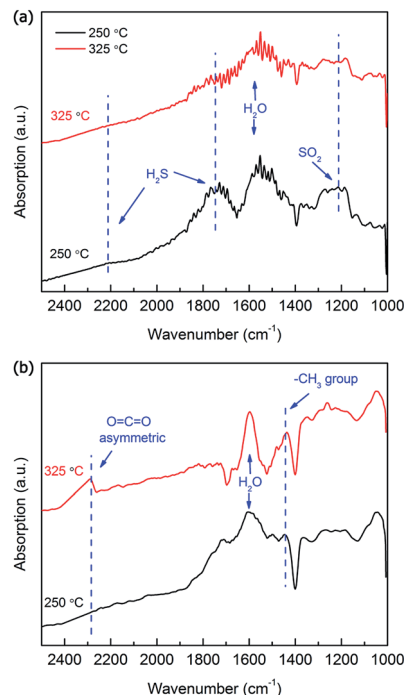 (a)
250 °C
325 °C
325 °C
H₂O
H₂S
SO₂
250 °C
Absorption (a.u.)
2400 2200 2000 1800 1600 1400 1200 1000
Wavenumber (cm⁻¹)
(b)
-CH₃ group
O=C=O
asymmetric
325 °C
H₂O
250 °C
Absorption (a.u.)
2400 2200 2000 1800 1600 1400 1200 1000
Wavenumber (cm⁻¹)